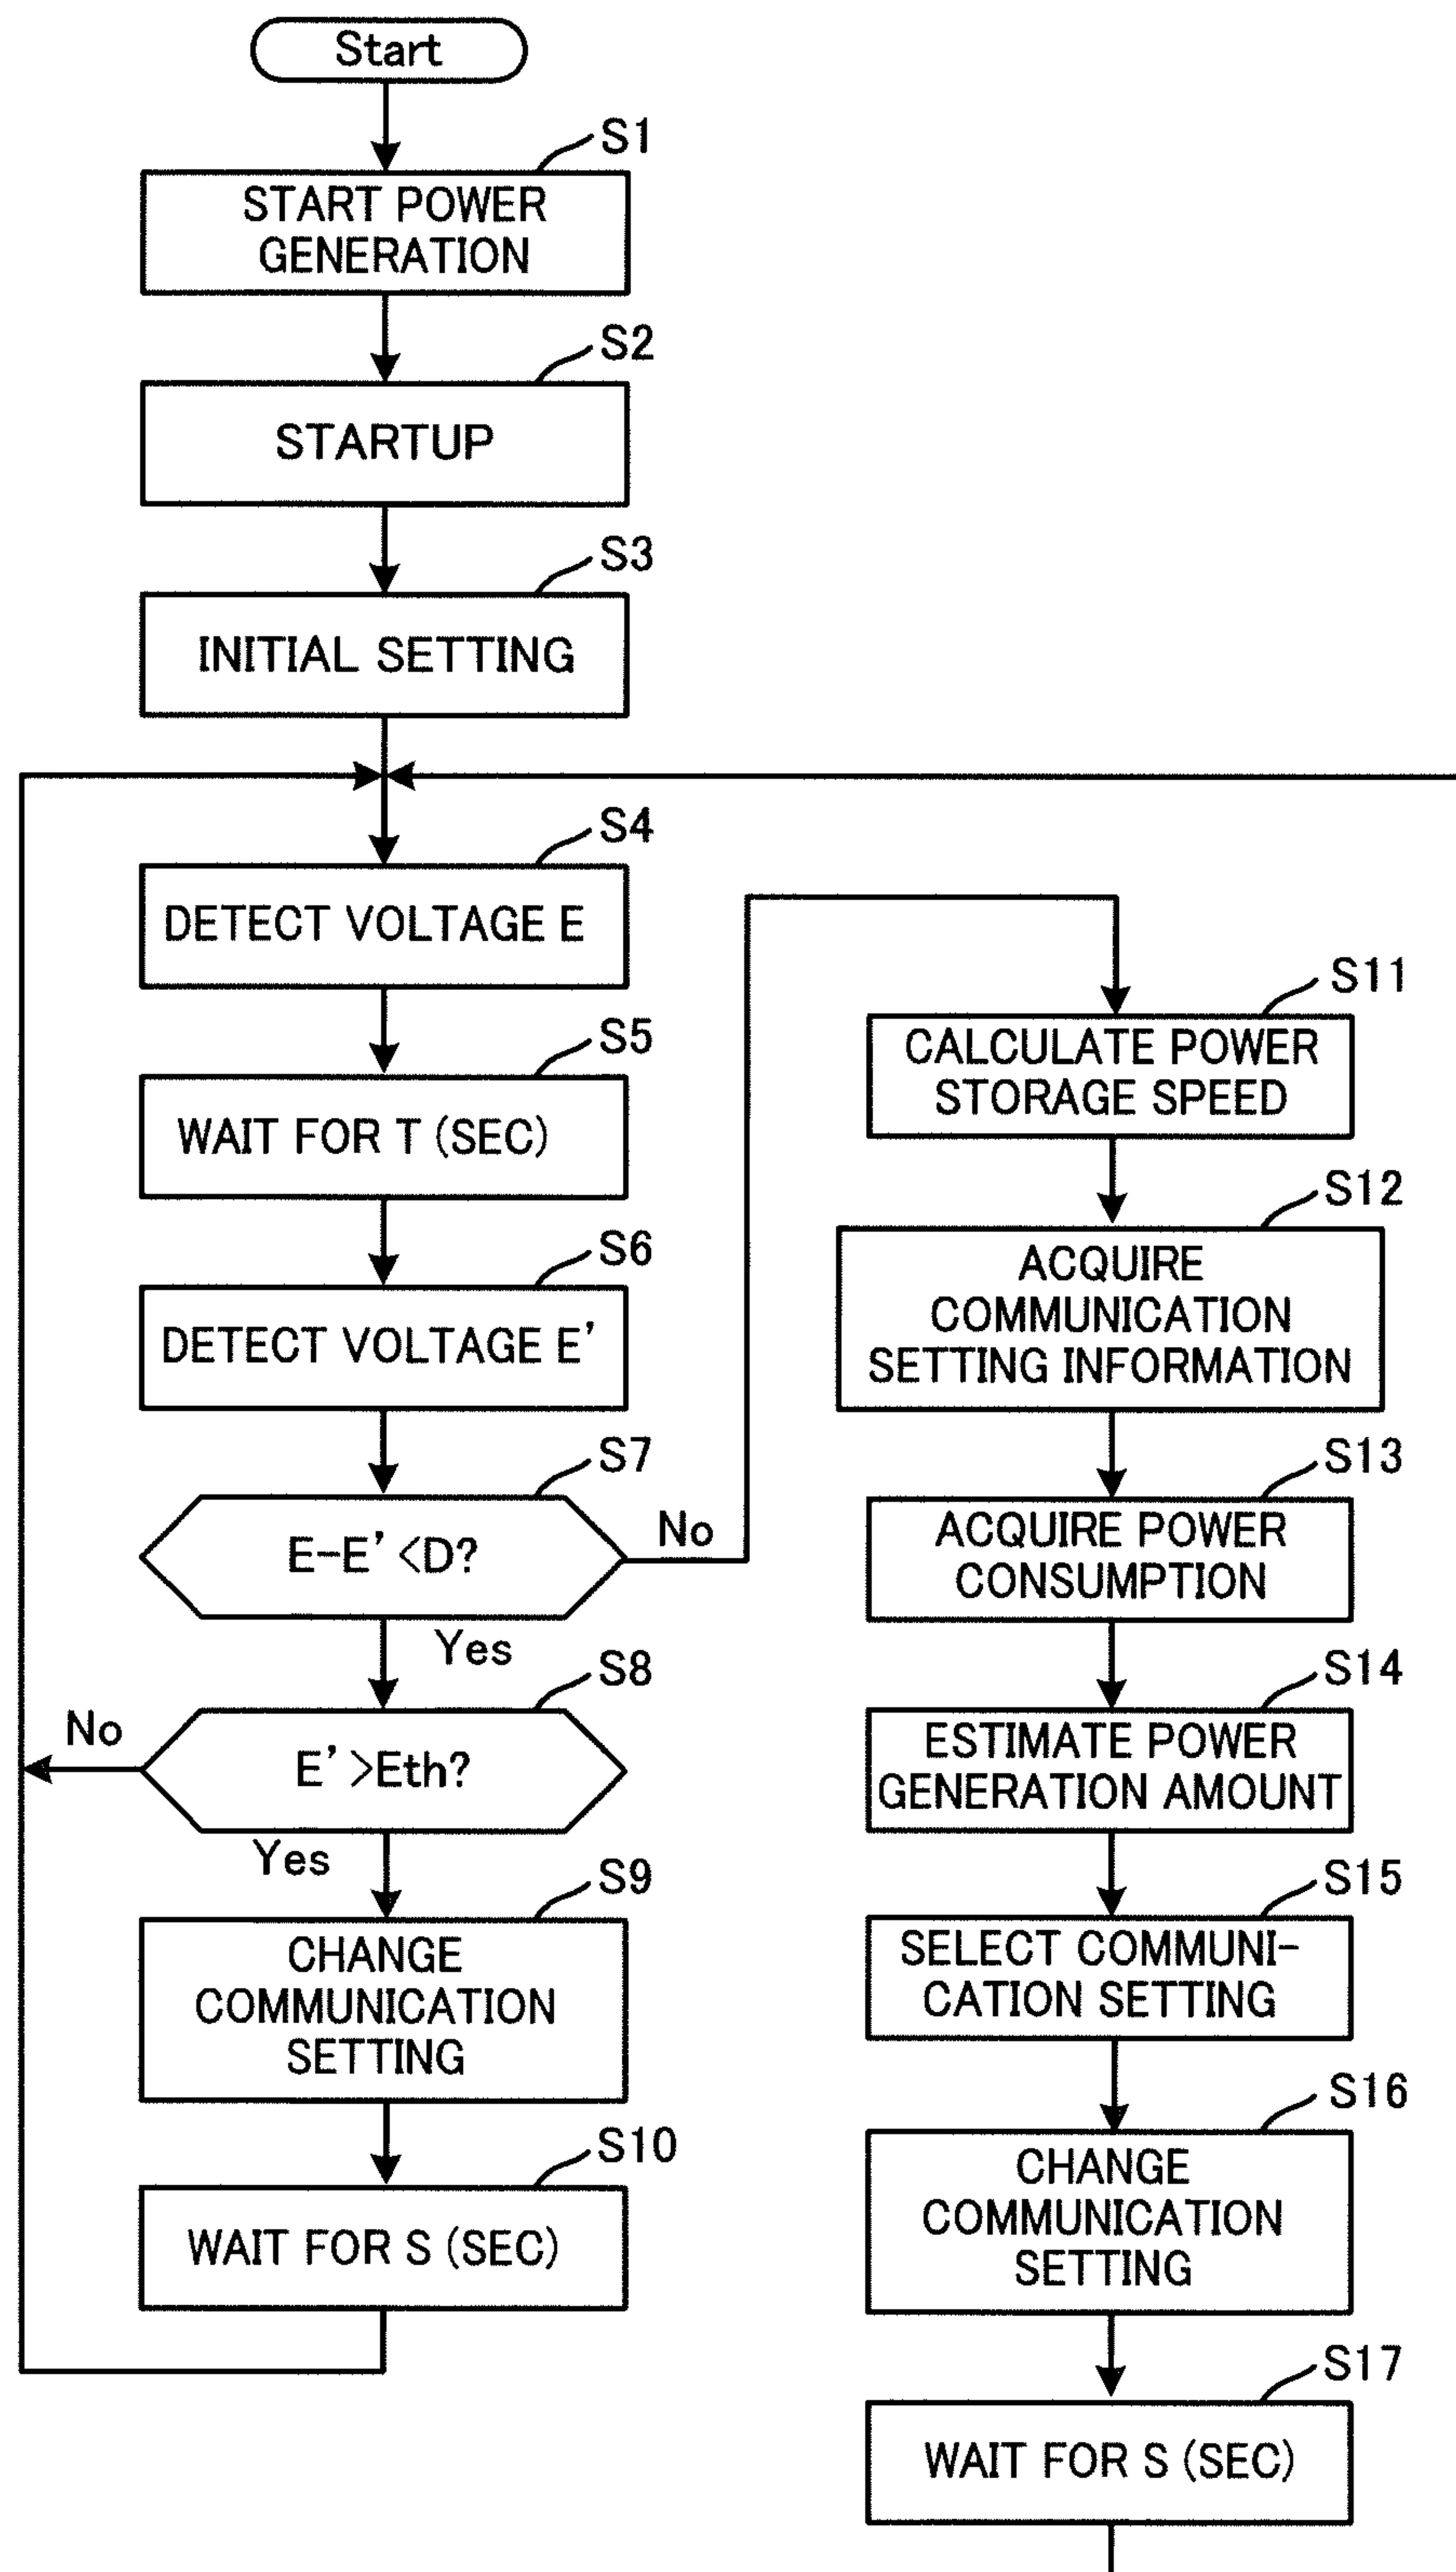 Start
S1
START POWER
GENERATION
S2
STARTUP
S3
INITIAL SETTING
S4
DETECT VOLTAGE E
S5
WAIT FOR T (SEC)
S6
DETECT VOLTAGE E'
S7
E-E'<D?
No
Yes
S8
E'>Eth?
No
Yes
S9
CHANGE
COMMUNICATION
SETTING
S10
WAIT FOR S (SEC)
S11
CALCULATE POWER
STORAGE SPEED
S12
ACQUIRE
COMMUNICATION
SETTING INFORMATION
S13
ACQUIRE POWER
CONSUMPTION
S14
ESTIMATE POWER
GENERATION AMOUNT
S15
SELECT COMMUNI-
CATION SETTING
S16
CHANGE
COMMUNICATION
SETTING
S17
WAIT FOR S (SEC)